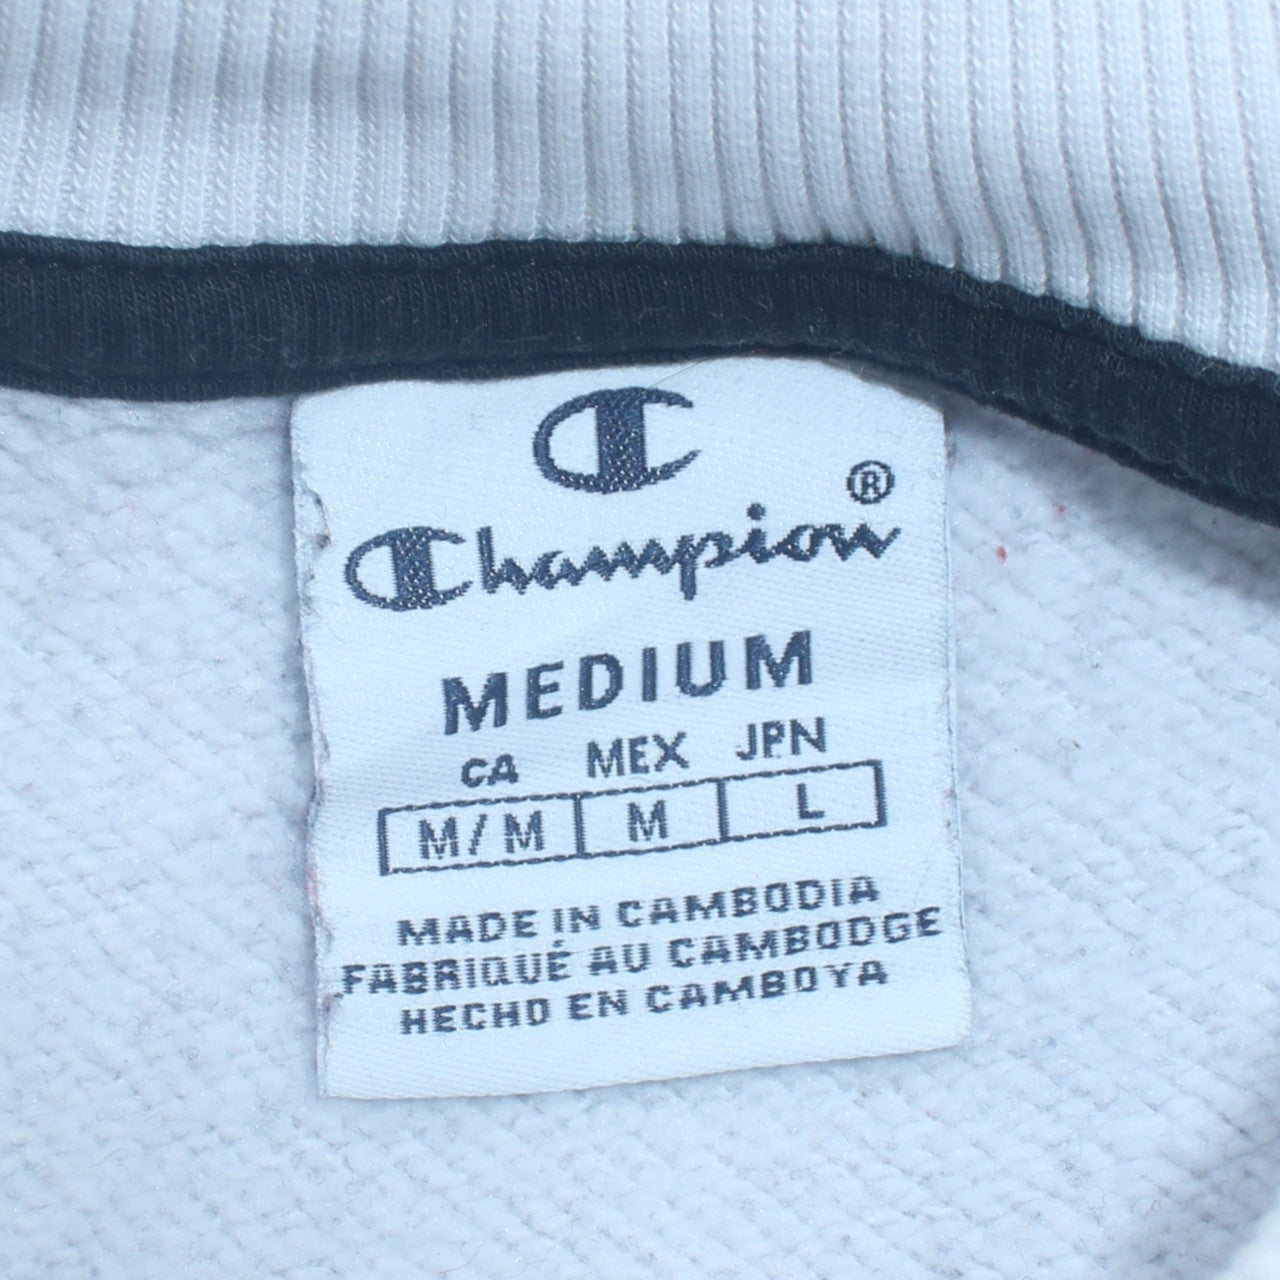 C
Champion®
MEDIUM
CA MEX JPN
M/M M L
MADE IN CAMBODIA
FABRIQUÉ AU CAMBODGE
HECHO EN CAMBOYA